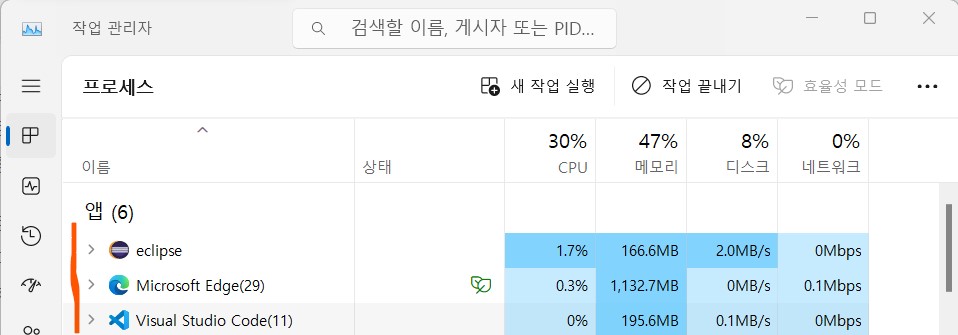 작업 관리자
검색할 이름, 게시자 또는 PID...
프로세스
새 작업 실행
작업 끝내기
효율성 모드
이름
상태
30% CPU
47% 메모리
8% 디스크
0% 네트워크
앱 (6)
eclipse 1.7% 166.6MB 2.0MB/s 0Mbps
Microsoft Edge(29) 0.3% 1,132.7MB 0MB/s 0.1Mbps
Visual Studio Code(11) 0% 195.6MB 0.1MB/s 0Mbps